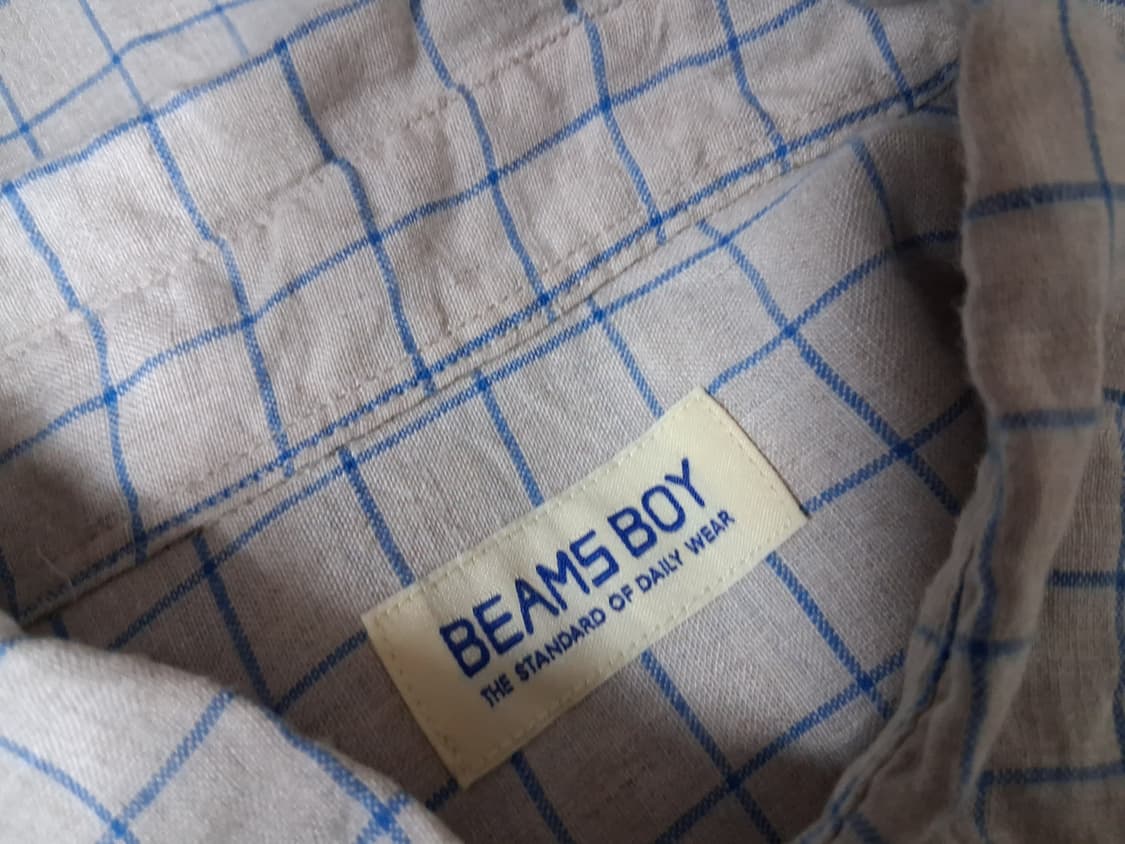 BEAMS BOY
THE STANDARD OF DAILY WEAR